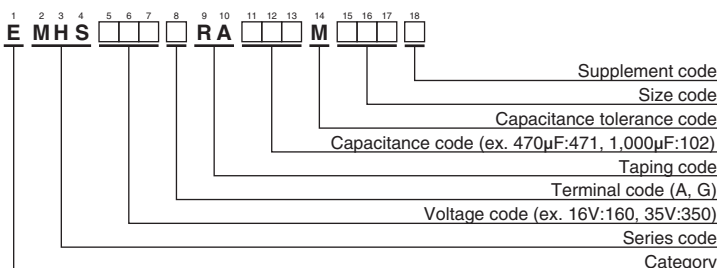 1 2 3 4 5 6 7 8 9 10 11 12 13 14 15 16 17 18
E MHS □□□ □ RA □□□ M □□□ □
Supplement code
Size code
Capacitance tolerance code
Capacitance code (ex. 470µF:471, 1,000µF:102)
Taping code
Terminal code (A, G)
Voltage code (ex. 16V:160, 35V:350)
Series code
Category